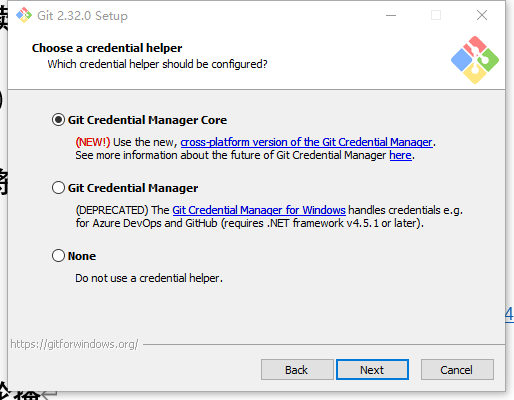 Git 2.32.0 Setup
Choose a credential helper
Which credential helper should be configured?
Git Credential Manager Core
(NEW!) Use the new, cross-platform version of the Git Credential Manager.
See more information about the future of Git Credential Manager here.
Git Credential Manager
(DEPRECATED) The Git Credential Manager for Windows handles credentials e.g.
for Azure DevOps and GitHub (requires .NET framework v4.5.1 or later).
None
Do not use a credential helper.
4
https://gitforwindows.org/
Back Next Cancel